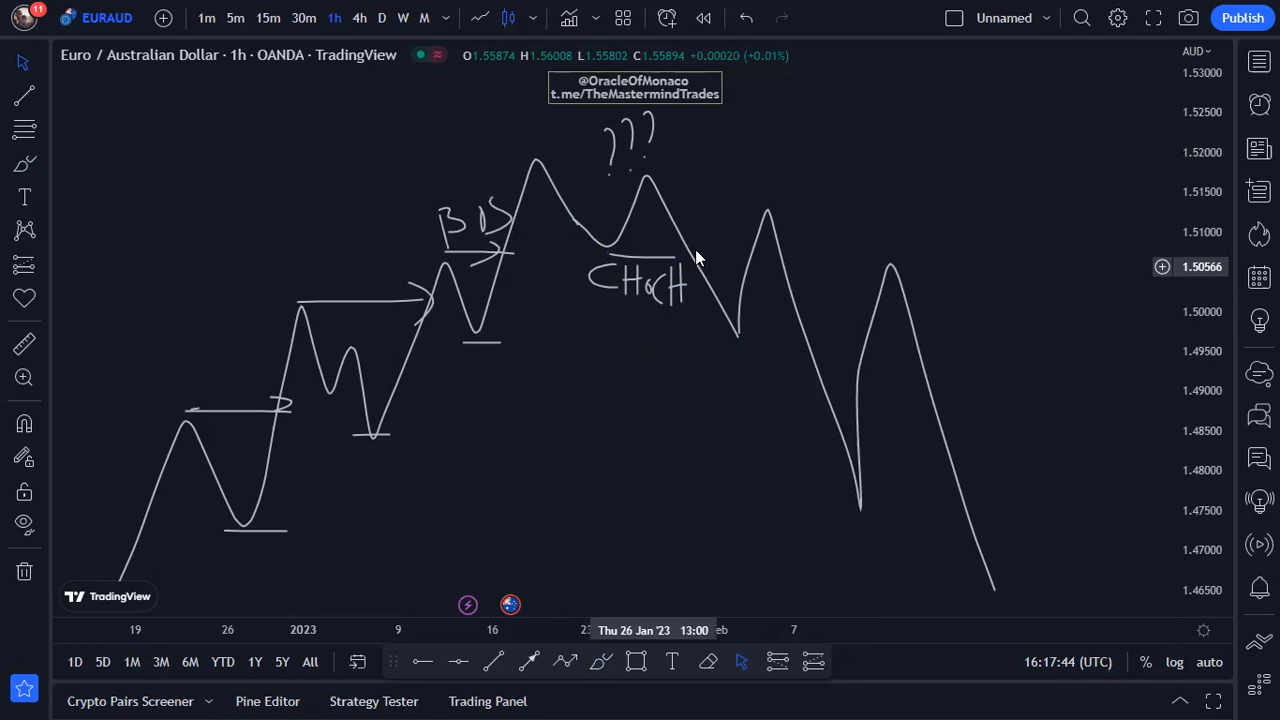 11
EURAUD
1m 5m 15m 30m 1h 4h D W M
Unnamed
Publish
Euro / Australian Dollar · 1h · OANDA · TradingView
O1.55874 H1.56008 L1.55802 C1.55894 +0.00020 (+0.01%)
AUD
@OracleOfMonaco
t.me/TheMastermindTrades
1.53000
1.52500
1.52000
1.51500
1.51000
1.50566
1.50000
1.49500
1.49000
1.48500
1.48000
1.47500
1.47000
1.46500
???
BOS
CHoCH
TradingView
19 26 2023 9 16 23 Thu 26 Jan '23 13:00 eb 7
1D 5D 1M 3M 6M YTD 1Y 5Y All
16:17:44 (UTC) % log auto
Crypto Pairs Screener Pine Editor Strategy Tester Trading Panel